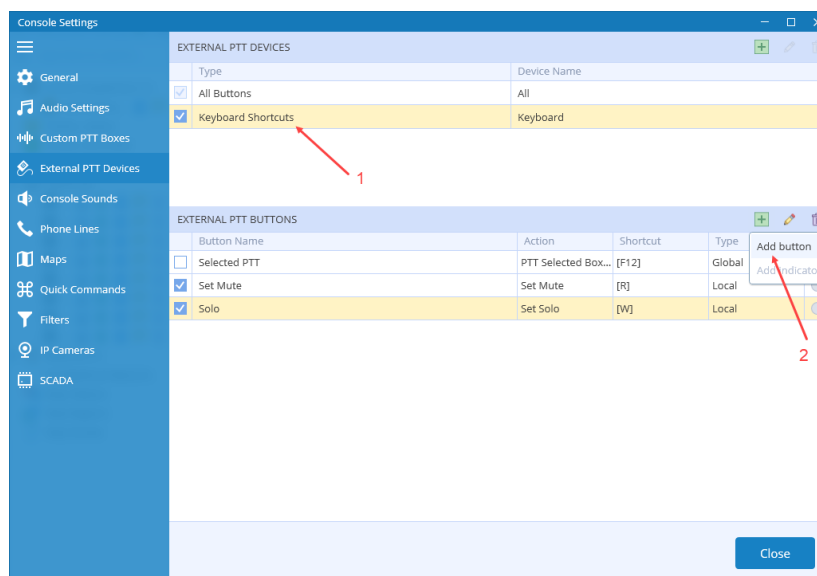 Console Settings
General
Audio Settings
Custom PTT Boxes
External PTT Devices
Console Sounds
Phone Lines
Maps
Quick Commands
Filters
IP Cameras
SCADA
EXTERNAL PTT DEVICES
Type Device Name
All Buttons All
Keyboard Shortcuts Keyboard
1
EXTERNAL PTT BUTTONS
Button Name Action Shortcut Type
Add button
Selected PTT PTT Selected Box... [F12] Global
Add Indicato
Set Mute Set Mute [R] Local
Solo Set Solo [W] Local
2
Close